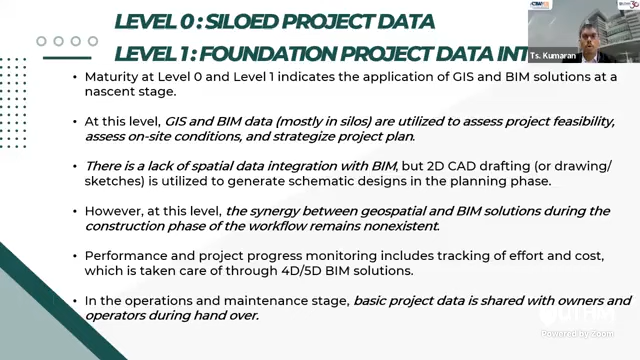 LEVEL 0 : SILOED PROJECT DATA
LEVEL 1 : FOUNDATION PROJECT DATA INT
Ts. Kumaran
• Maturity at Level 0 and Level 1 indicates the application of GIS and BIM solutions at a
nascent stage.
• At this level, GIS and BIM data (mostly in silos) are utilized to assess project feasibility,
assess on-site conditions, and strategize project plan.
• There is a lack of spatial data integration with BIM, but 2D CAD drafting (or drawing/
sketches) is utilized to generate schematic designs in the planning phase.
• However, at this level, the synergy between geospatial and BIM solutions during the
construction phase of the workflow remains nonexistent.
• Performance and project progress monitoring includes tracking of effort and cost,
which is taken care of through 4D/5D BIM solutions.
• In the operations and maintenance stage, basic project data is shared with owners and
operators during hand over.
Powered by Zoom